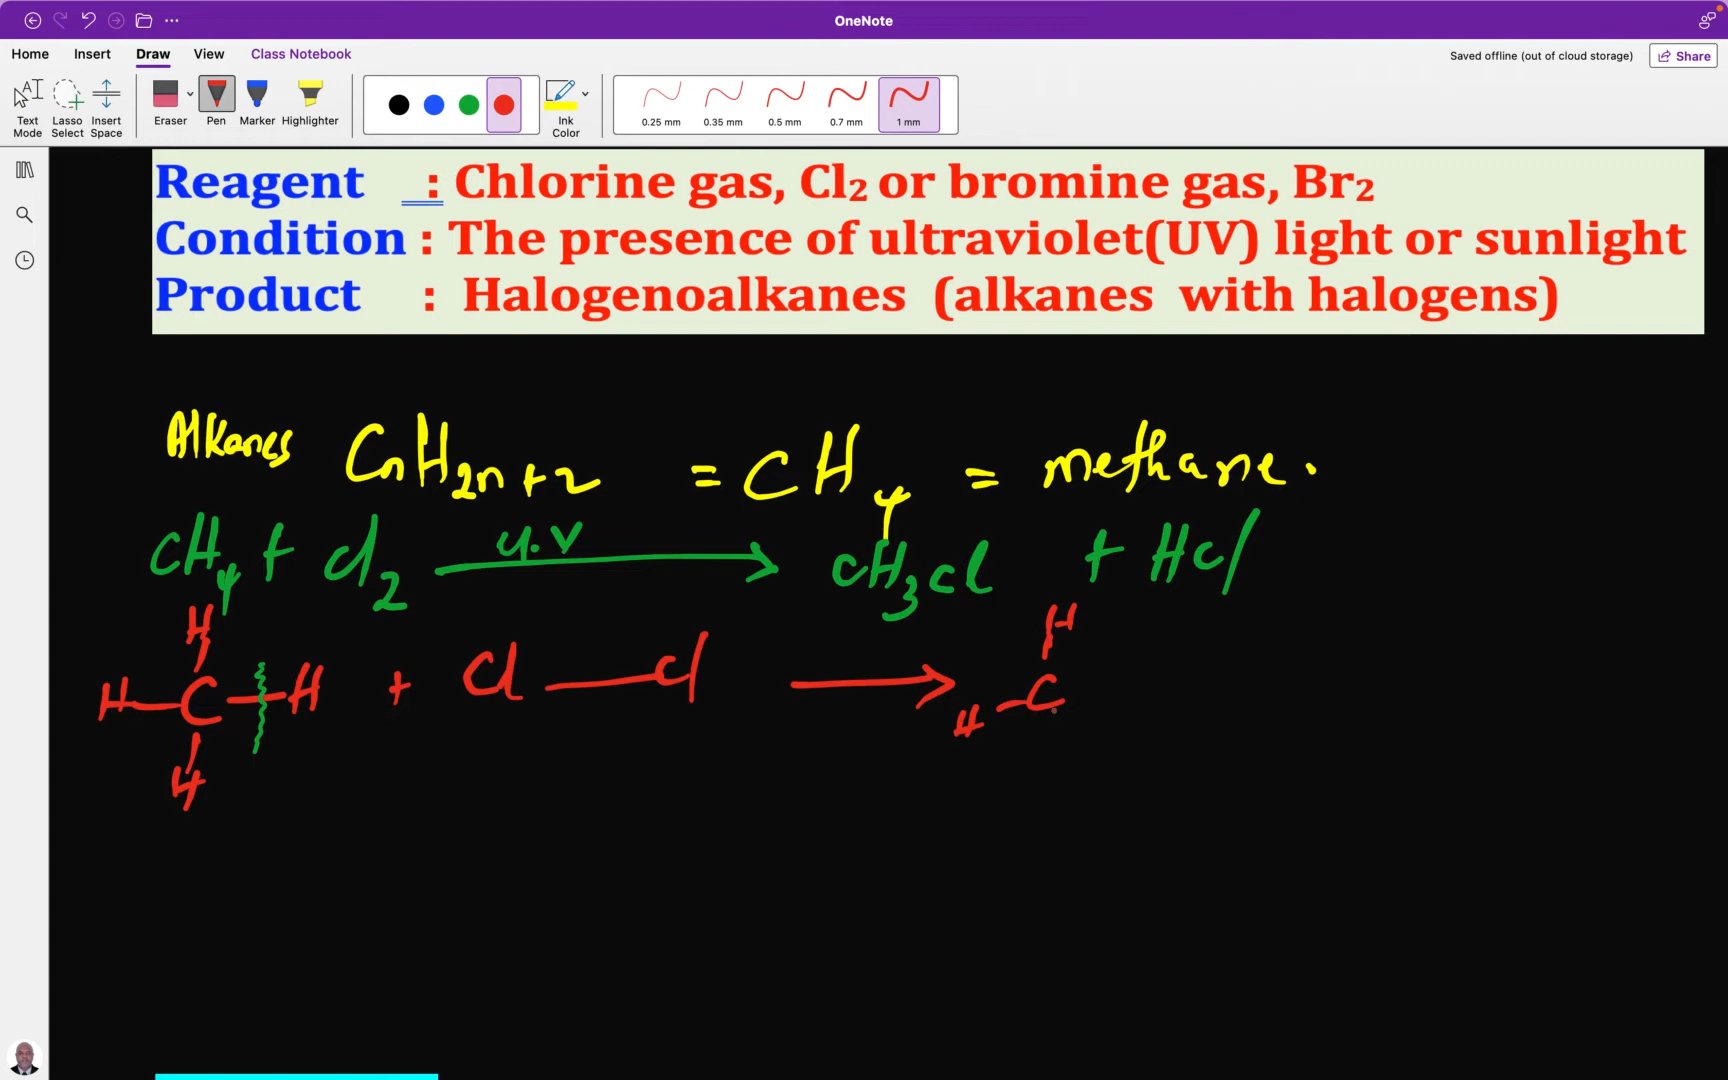 OneNote
Home Insert Draw View Class Notebook
Saved offline (out of cloud storage) Share
Text Mode
Lasso Select
Insert Space
Eraser
Pen
Marker
Highlighter
Ink Color
0.25 mm 0.35 mm 0.5 mm 0.7 mm 1 mm
Reagent : Chlorine gas, Cl₂ or bromine gas, Br₂
Condition : The presence of ultraviolet(UV) light or sunlight
Product : Halogenoalkanes (alkanes with halogens)
Alkanes CnH2n+2 = CH4 = methane.
CH4 + Cl2 u.v CH3Cl + HCl
H H
H C H + Cl Cl H C
H